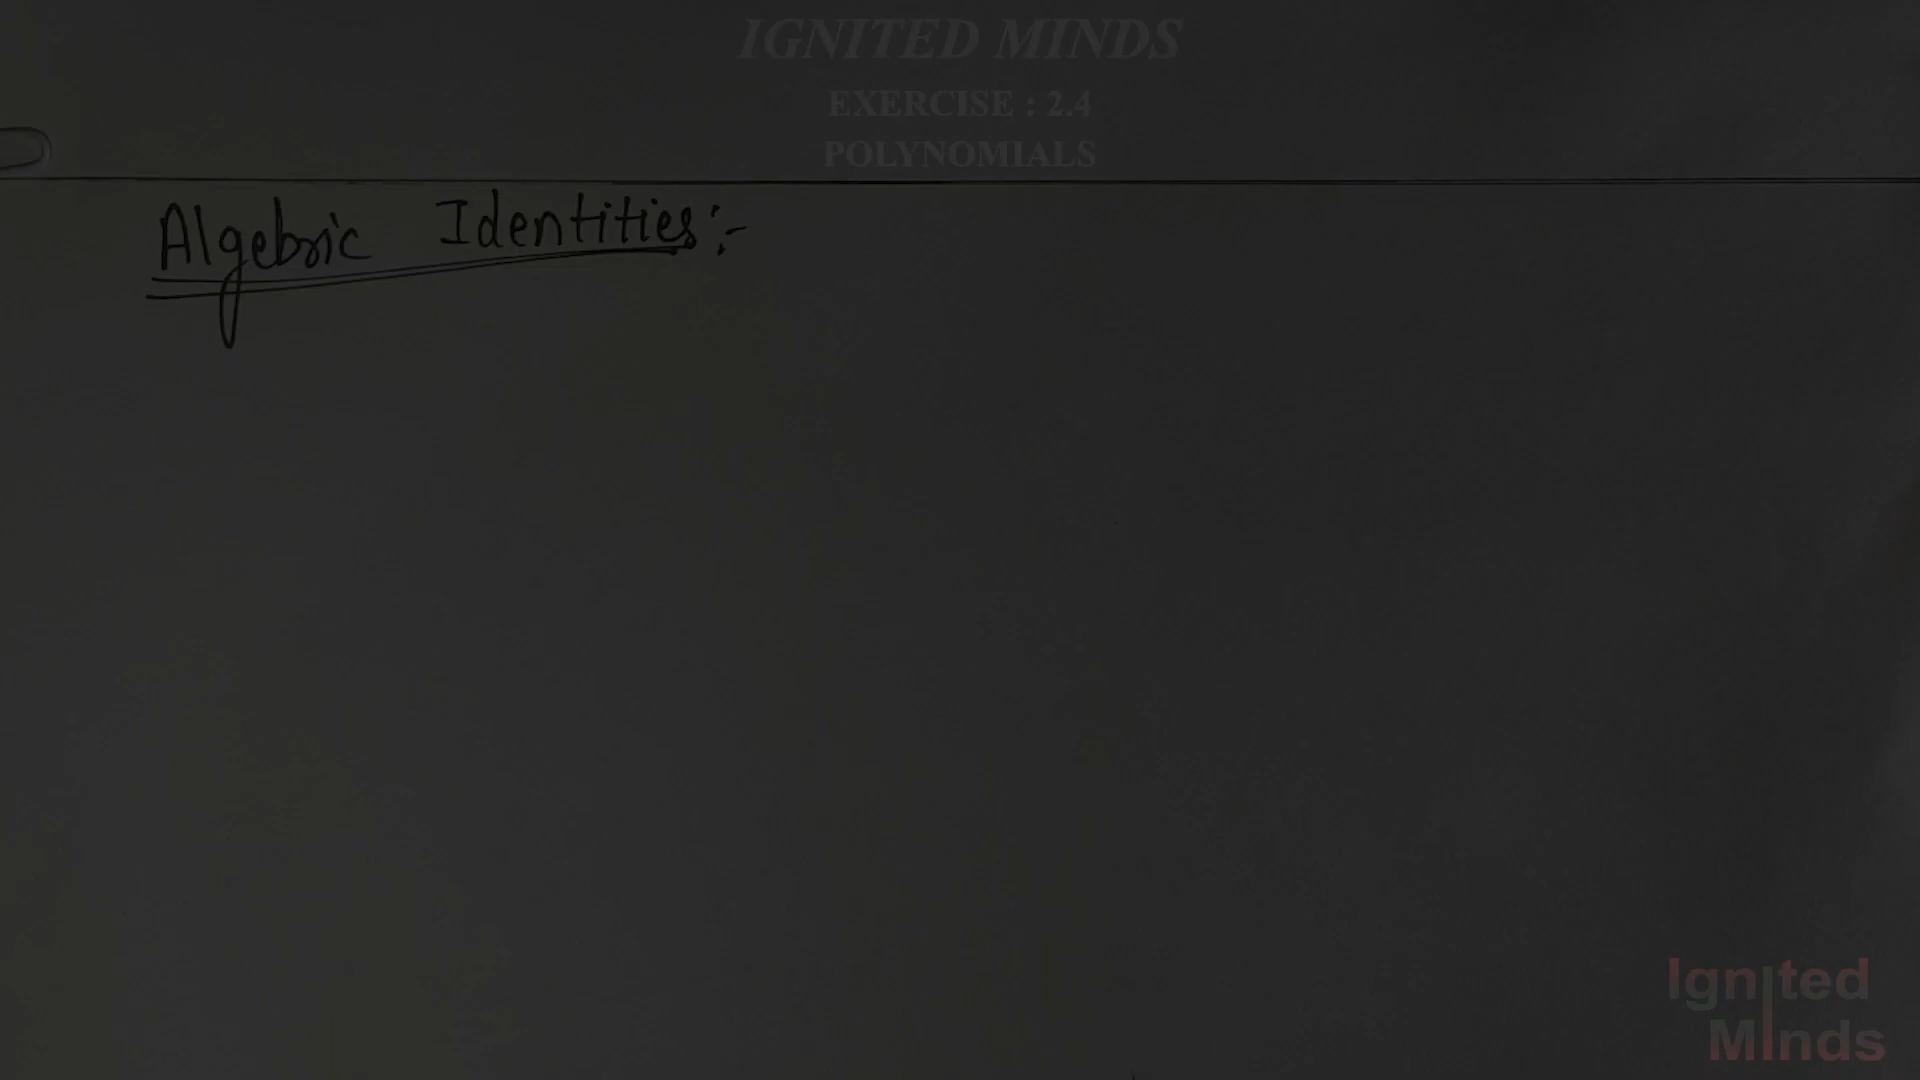 IGNITED MINDS
EXERCISE : 2.4
POLYNOMIALS
Algebric Identities :-
Ignited
Minds